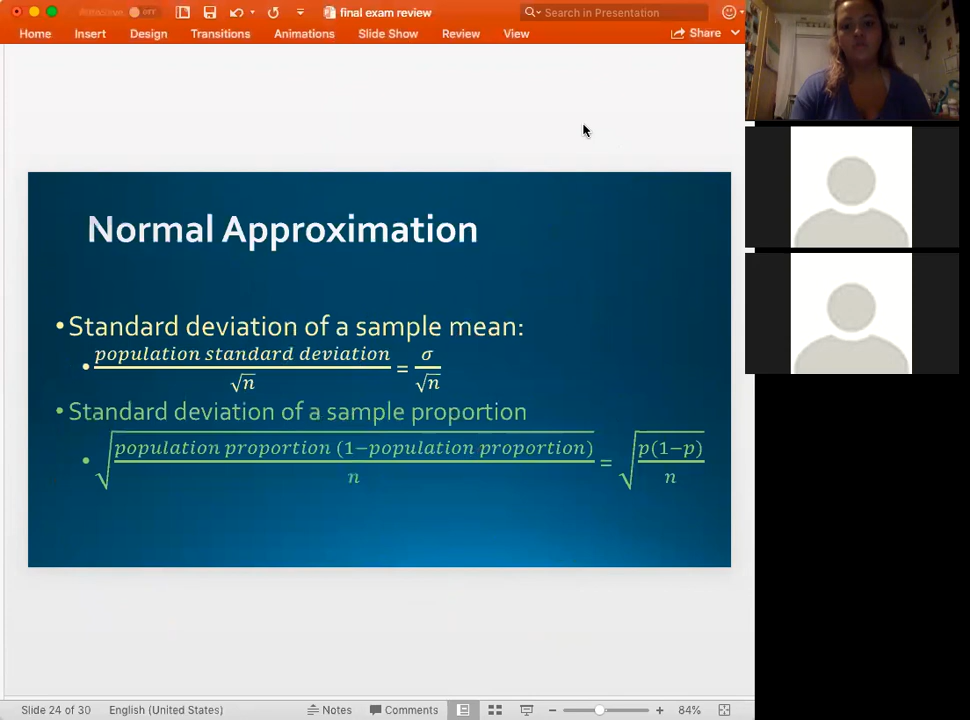 AutoSave OFF
final exam review
Search in Presentation
Home Insert Design Transitions Animations Slide Show Review View Share
Normal Approximation
•Standard deviation of a sample mean:
• population standard deviation / √n = σ / √n
• Standard deviation of a sample proportion
• √(population proportion (1−population proportion) / n) = √(p(1−p) / n)
Slide 24 of 30 English (United States) Notes Comments 84%